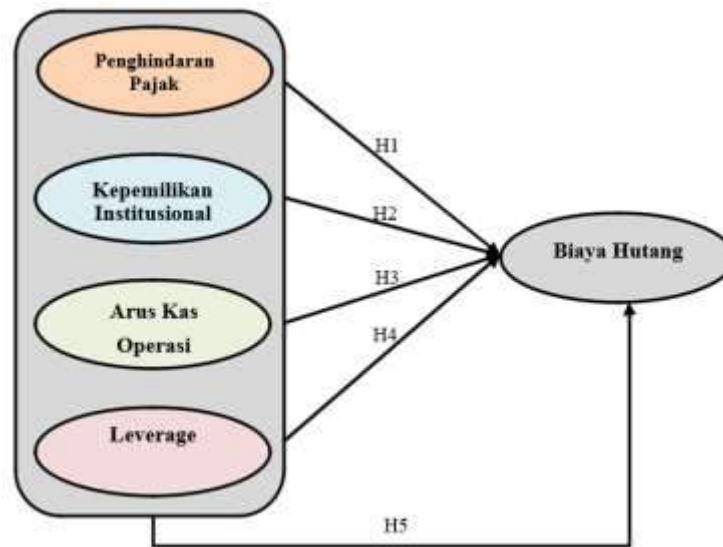 Penghindaran
Pajak
H1
Kepemilikan
Institusional
H2
Biaya Hutang
H3
Arus Kas
Operasi
H4
Leverage
H5